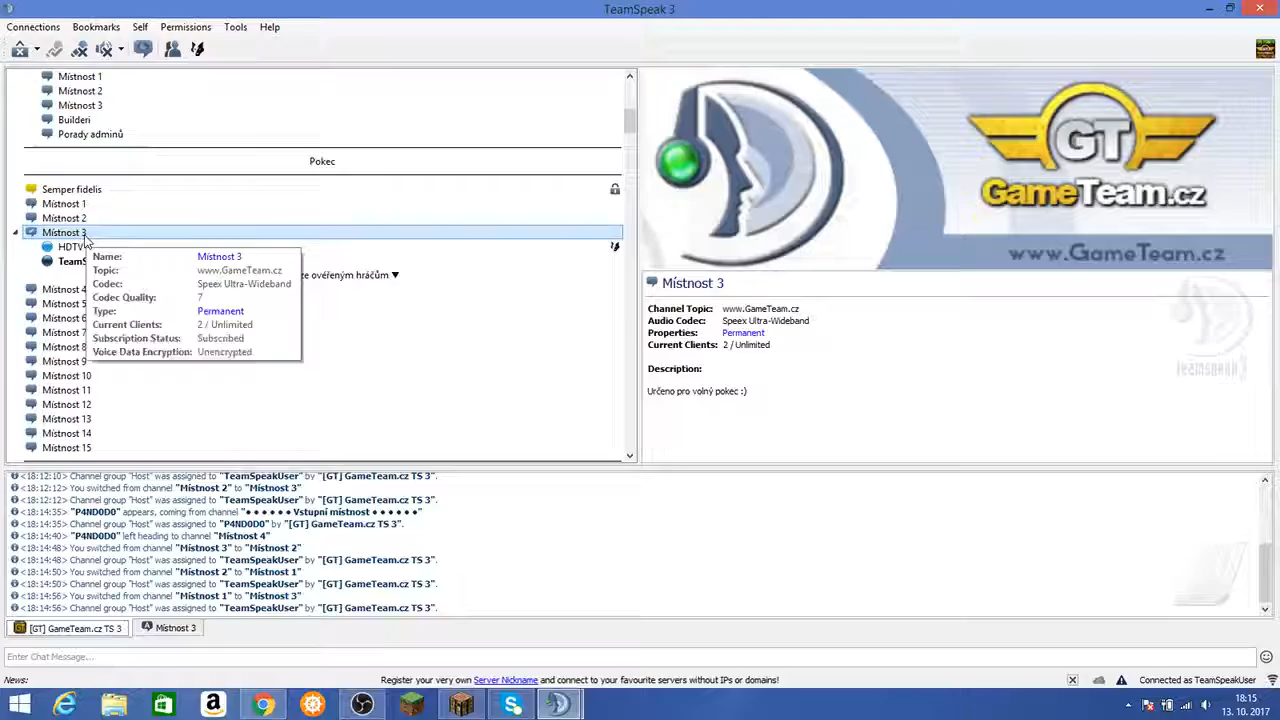 TeamSpeak 3
Connections Bookmarks Self Permissions Tools Help
Místnost 1
Místnost 2
Místnost 3
Builderi
Porady adminů
Pokec
Semper fidelis
Místnost 1
Místnost 2
Místnost 3
HDTV
TeamS
ze ověřeným hráčům ▼
Místnost 4
Místnost 5
Místnost 6
Místnost 7
Místnost 8
Místnost 9
Místnost 10
Místnost 11
Místnost 12
Místnost 13
Místnost 14
Místnost 15
Name: Místnost 3
Topic: www.GameTeam.cz
Codec: Speex Ultra-Wideband
Codec Quality: 7
Type: Permanent
Current Clients: 2 / Unlimited
Subscription Status: Subscribed
Voice Data Encryption: Unencrypted
GT
GameTeam.cz
www.GameTeam.cz
Místnost 3
Channel Topic: www.GameTeam.cz
Audio Codec: Speex Ultra-Wideband
Properties: Permanent
Current Clients: 2 / Unlimited
Description:
Určeno pro volný pokec :)
teamspeak 3
<18:12:10> Channel group "Host" was assigned to "TeamSpeakUser" by "[GT] GameTeam.cz TS 3".
<18:12:12> You switched from channel "Místnost 2" to "Místnost 3"
<18:12:12> Channel group "Host" was assigned to "TeamSpeakUser" by "[GT] GameTeam.cz TS 3".
<18:14:35> "P4ND0D0" appears, coming from channel "● ● ● ● ● ● Vstupní místnost ● ● ● ● ● ●"
<18:14:35> Channel group "Host" was assigned to "P4ND0D0" by "[GT] GameTeam.cz TS 3".
<18:14:40> "P4ND0D0" left heading to channel "Místnost 4"
<18:14:48> You switched from channel "Místnost 3" to "Místnost 2"
<18:14:48> Channel group "Host" was assigned to "TeamSpeakUser" by "[GT] GameTeam.cz TS 3".
<18:14:50> You switched from channel "Místnost 2" to "Místnost 1"
<18:14:50> Channel group "Host" was assigned to "TeamSpeakUser" by "[GT] GameTeam.cz TS 3".
<18:14:56> You switched from channel "Místnost 1" to "Místnost 3"
<18:14:56> Channel group "Host" was assigned to "TeamSpeakUser" by "[GT] GameTeam.cz TS 3".
[GT] GameTeam.cz TS 3 Místnost 3
Enter Chat Message...
News: Register your very own Server Nickname and connect to your favourite servers without IPs or domains! Connected as TeamSpeakUser
18:15
13. 10. 2017